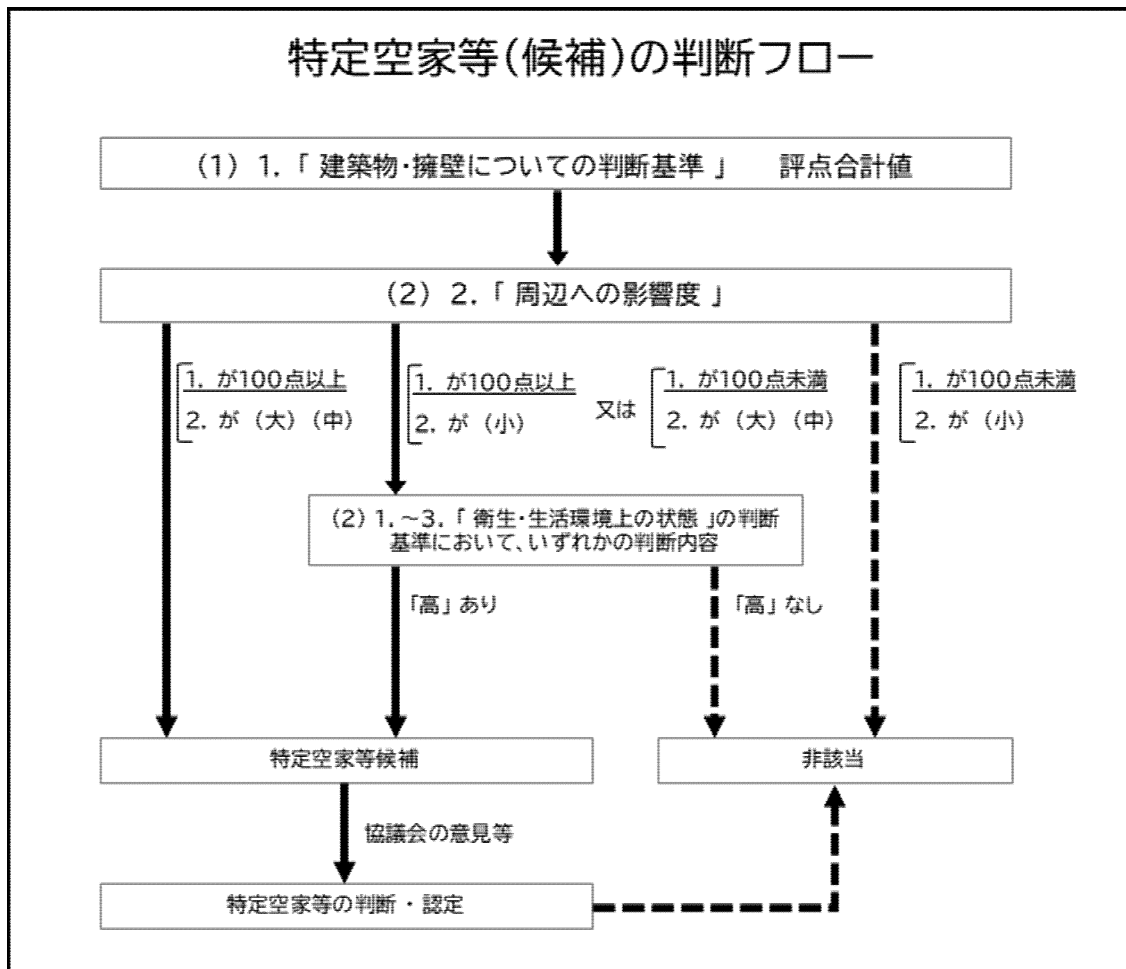 特定空家等(候補)の判断フロー
(1) 1.「 建築物・擁壁についての判断基準 」　評点合計値
(2) 2.「 周辺への影響度 」
1. が100点以上
2. が (大) (中)
1. が100点以上
2. が (小)
又は
1. が100点未満
2. が (大) (中)
1. が100点未満
2. が (小)
(2) 1.~3.「 衛生・生活環境上の状態 」の判断
基準において、いずれかの判断内容
「高」あり
「高」なし
特定空家等候補
非該当
協議会の意見等
特定空家等の判断・認定